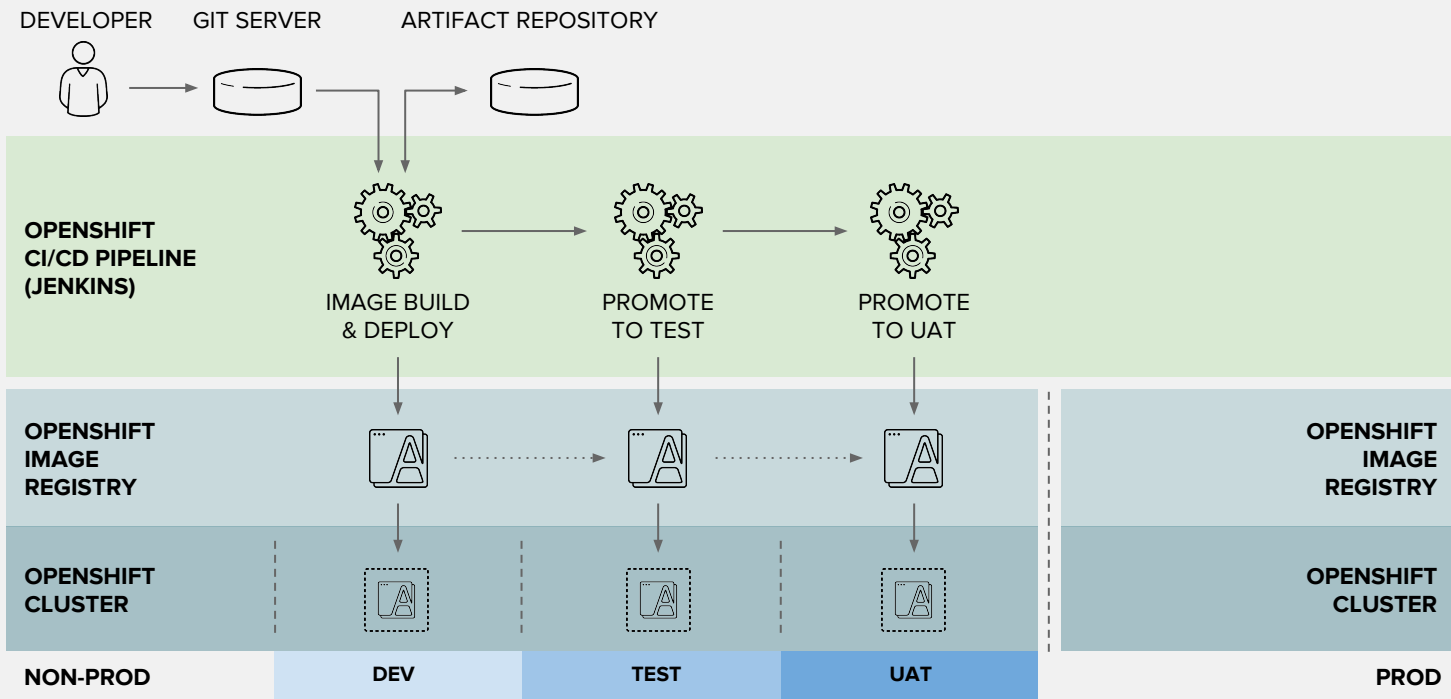 DEVELOPER
GIT SERVER
ARTIFACT REPOSITORY
OPENSHIFT
CI/CD PIPELINE
(JENKINS)
IMAGE BUILD
& DEPLOY
PROMOTE
TO TEST
PROMOTE
TO UAT
OPENSHIFT
IMAGE
REGISTRY
OPENSHIFT
IMAGE
REGISTRY
OPENSHIFT
CLUSTER
OPENSHIFT
CLUSTER
NON-PROD
DEV
TEST
UAT
PROD